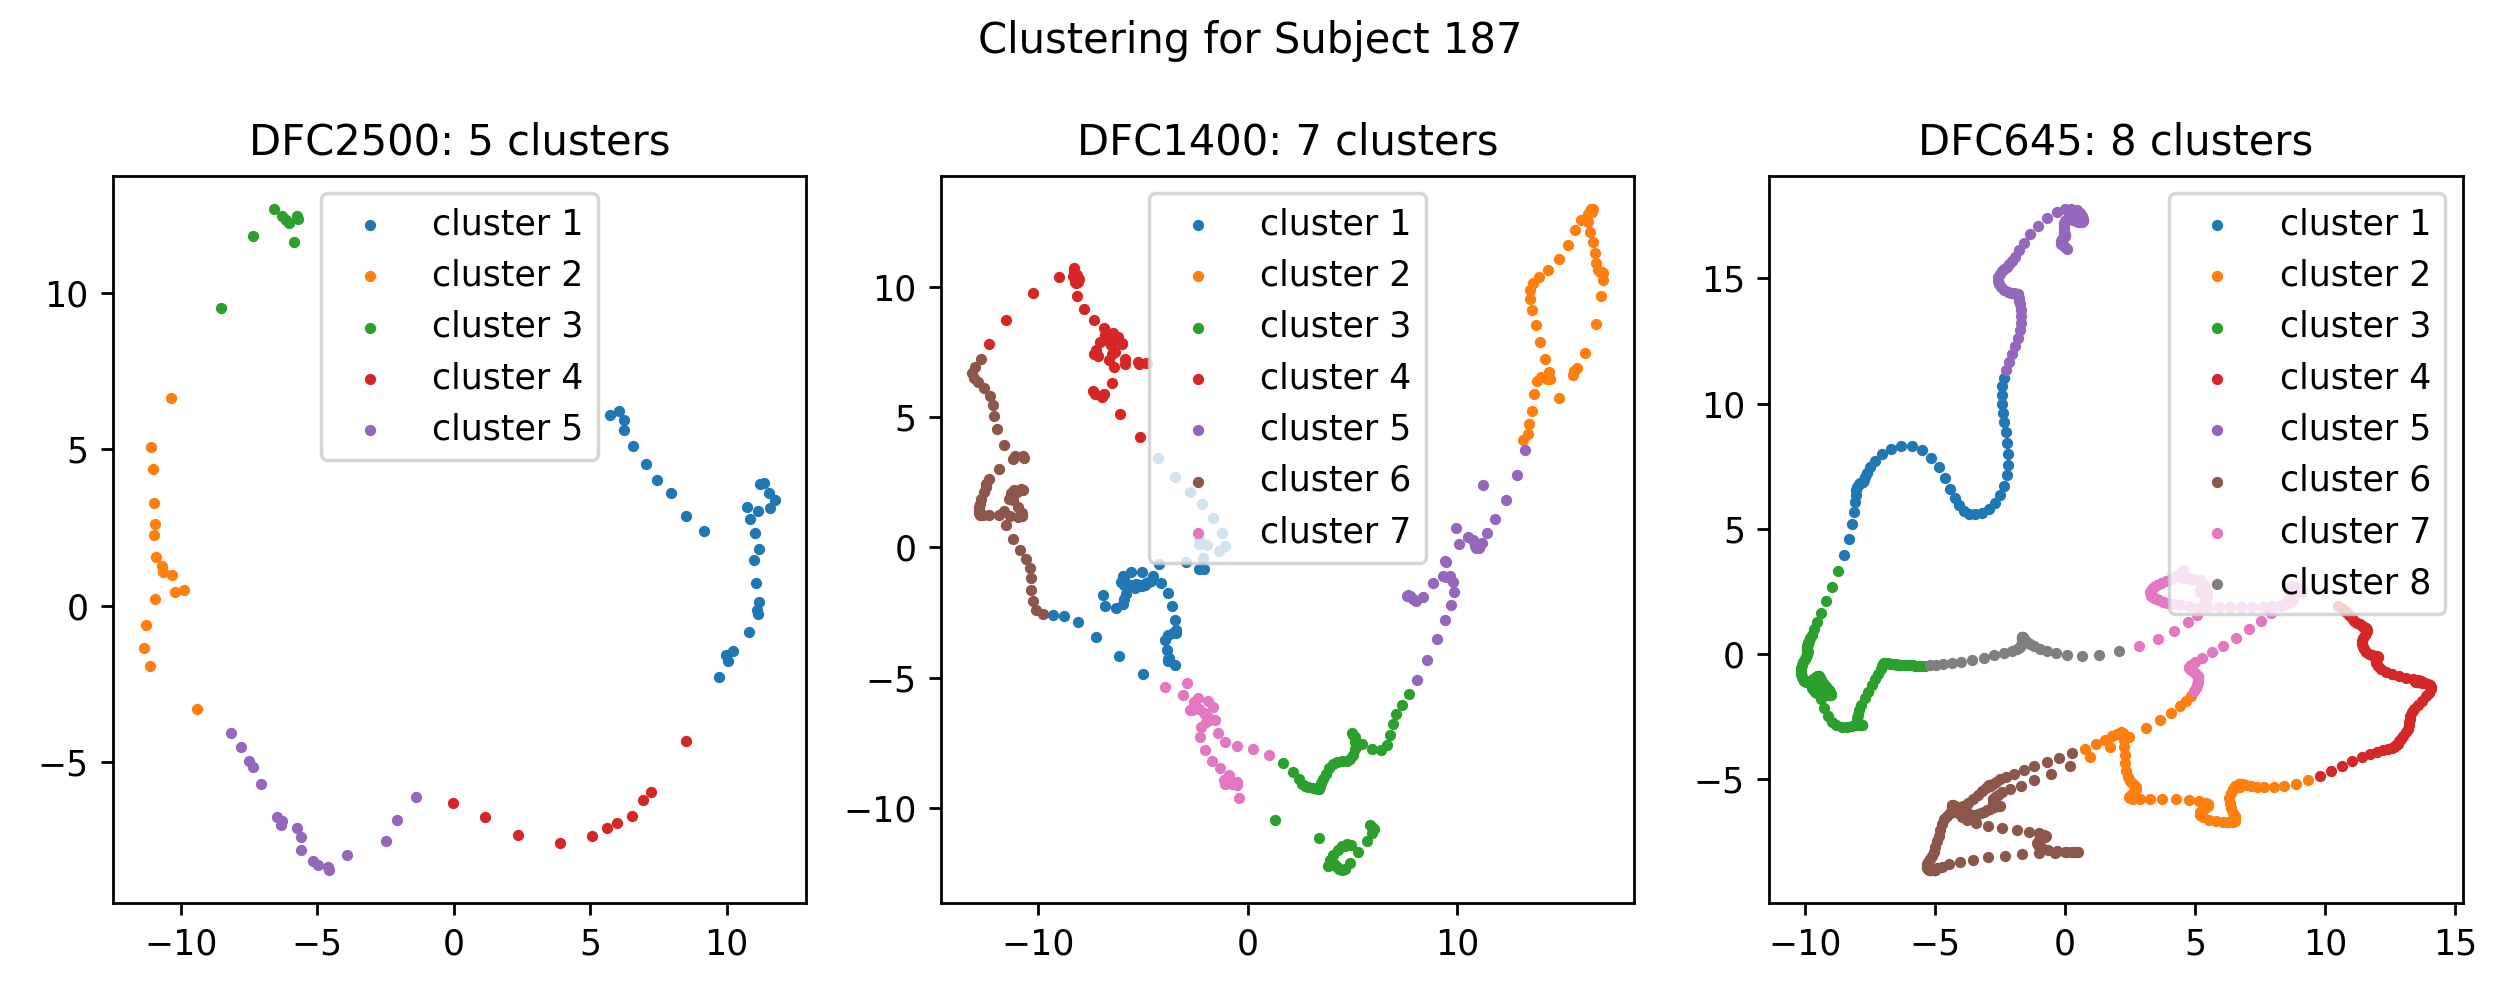 Clustering for Subject 187
DFC2500: 5 clusters
cluster 1
cluster 2
cluster 3
cluster 4
cluster 5
10
5
0
−5
−10
−5
0
5
10
DFC1400: 7 clusters
cluster 1
cluster 2
cluster 3
cluster 4
cluster 5
cluster 6
cluster 7
10
5
0
−5
−10
−10
0
10
DFC645: 8 clusters
cluster 1
cluster 2
cluster 3
cluster 4
cluster 5
cluster 6
cluster 7
cluster 8
15
10
5
0
−5
−10
−5
0
5
10
15